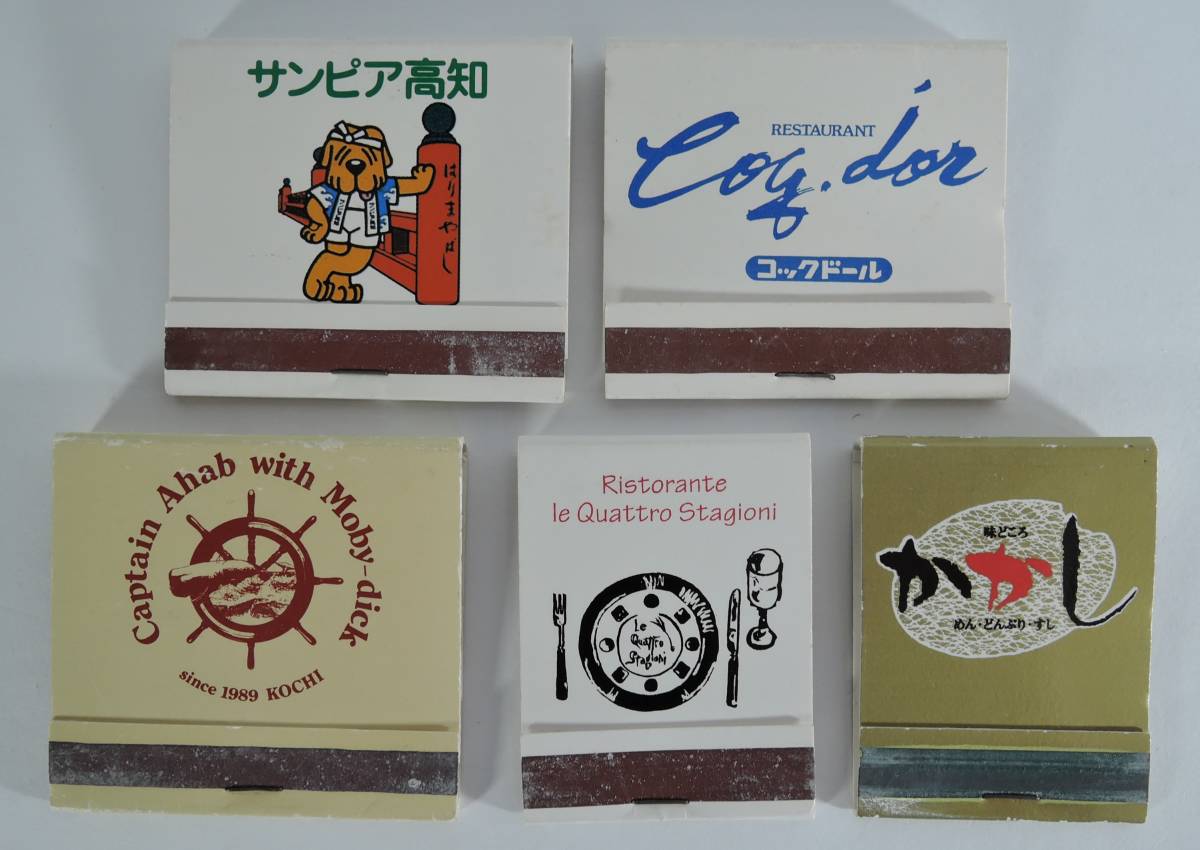 サンピア高知
はりまやばし
RESTAURANT
Coq. d'or
コックドール
Captain Ahab with Moby-dick
since 1989 KOCHI
Ristorante
le Quattro Stagioni
Le
Quattro
Stagioni
味どころ
かかし
めん・どんぶり・すし